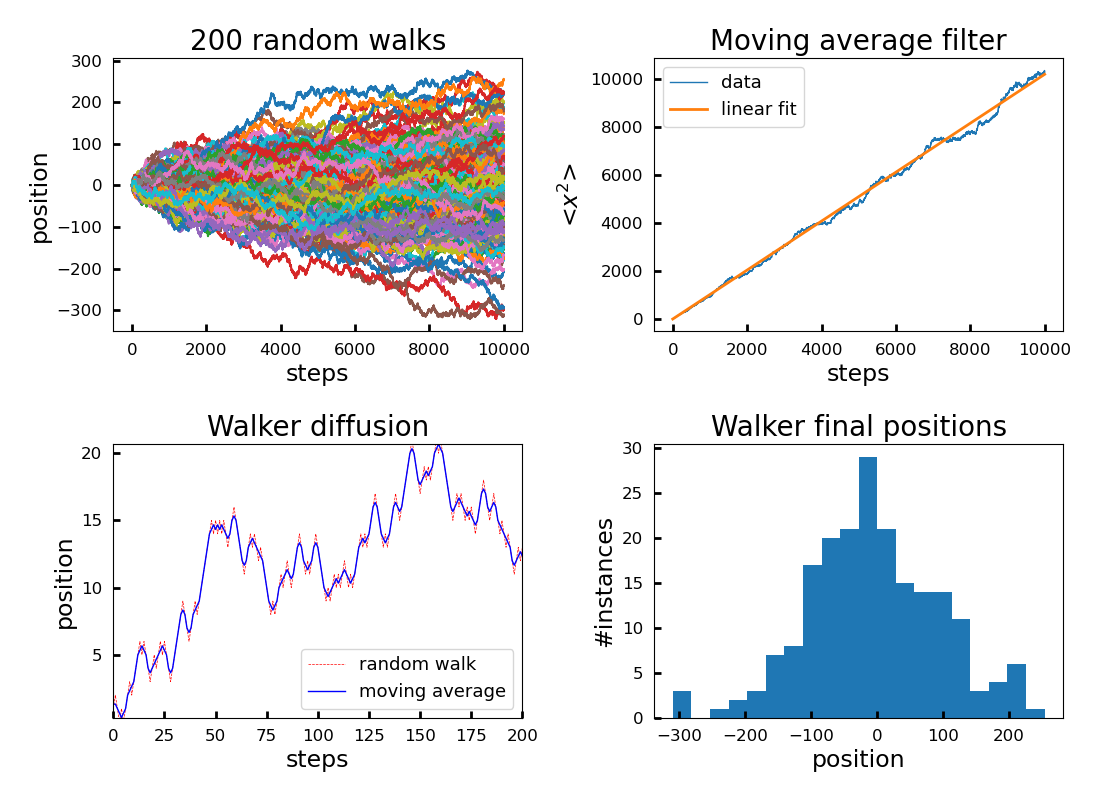 200 random walks
300
200
100
0
−100
−200
−300
position
0 2000 4000 6000 8000 10000
steps
Moving average filter
data
linear fit
10000
8000
6000
4000
2000
0
<x²>
0 2000 4000 6000 8000 10000
steps
Walker diffusion
20
15
10
5
position
random walk
moving average
0 25 50 75 100 125 150 175 200
steps
Walker final positions
30
25
20
15
10
5
0
#instances
−300 −200 −100 0 100 200
position